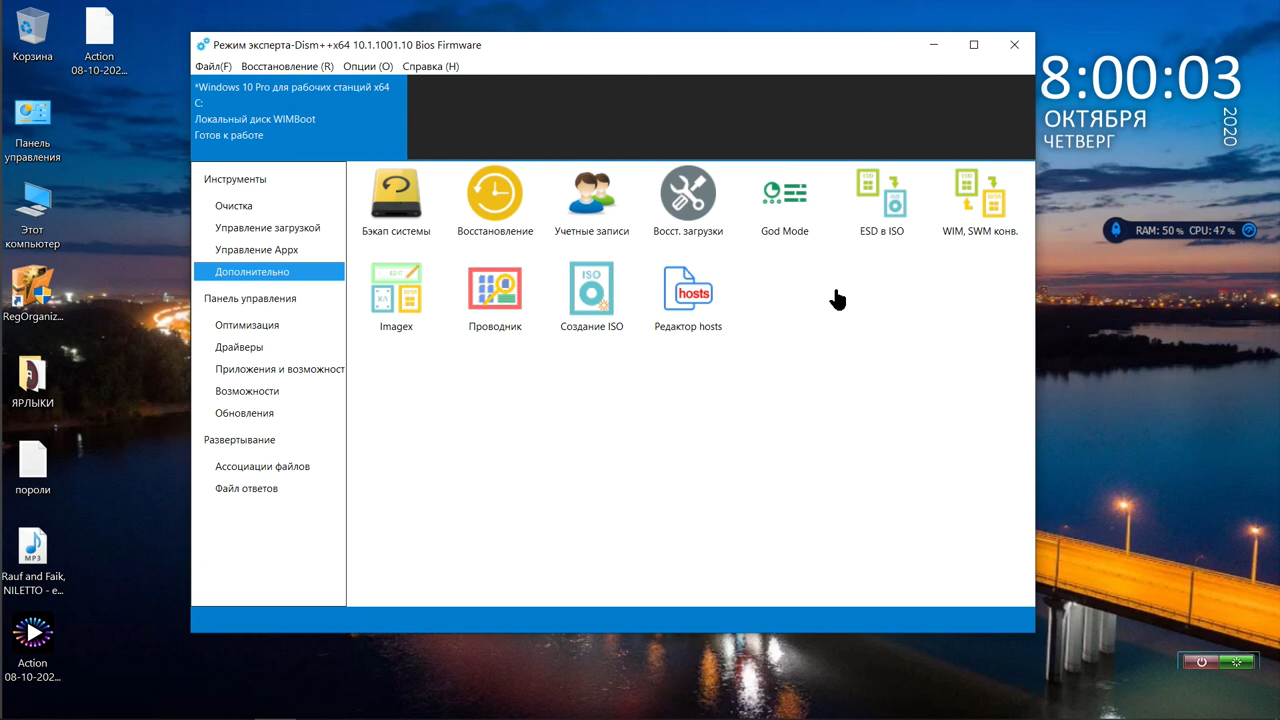 Корзина
Action
08-10-202...
Панель
управления
Этот
компьютер
RegOrganiz...
ЯРЛЫКИ
пороли
MP3
Rauf and Faik,
NILETTO - е...
Action
08-10-202...
Режим эксперта-Dism++x64 10.1.1001.10 Bios Firmware
Файл(F) Восстановление (R) Опции (O) Справка (H)
*Windows 10 Pro для рабочих станций x64
C:
Локальный диск WIMBoot
Готов к работе
Инструменты
Очистка
Управление загрузкой
Управление Appx
Дополнительно
Панель управления
Оптимизация
Драйверы
Приложения и возможност
Возможности
Обновления
Развертывание
Ассоциации файлов
Файл ответов
Бэкап системы
Восстановление
Учетные записи
Восст. загрузки
God Mode
ESD
ESD в ISO
ESD
WIM, SWM конв.
EDIT
Imagex
Проводник
ISO
Создание ISO
hosts
Редактор hosts
8:00:03
ОКТЯБРЯ
ЧЕТВЕРГ
2020
RAM: 50 % CPU: 47 %